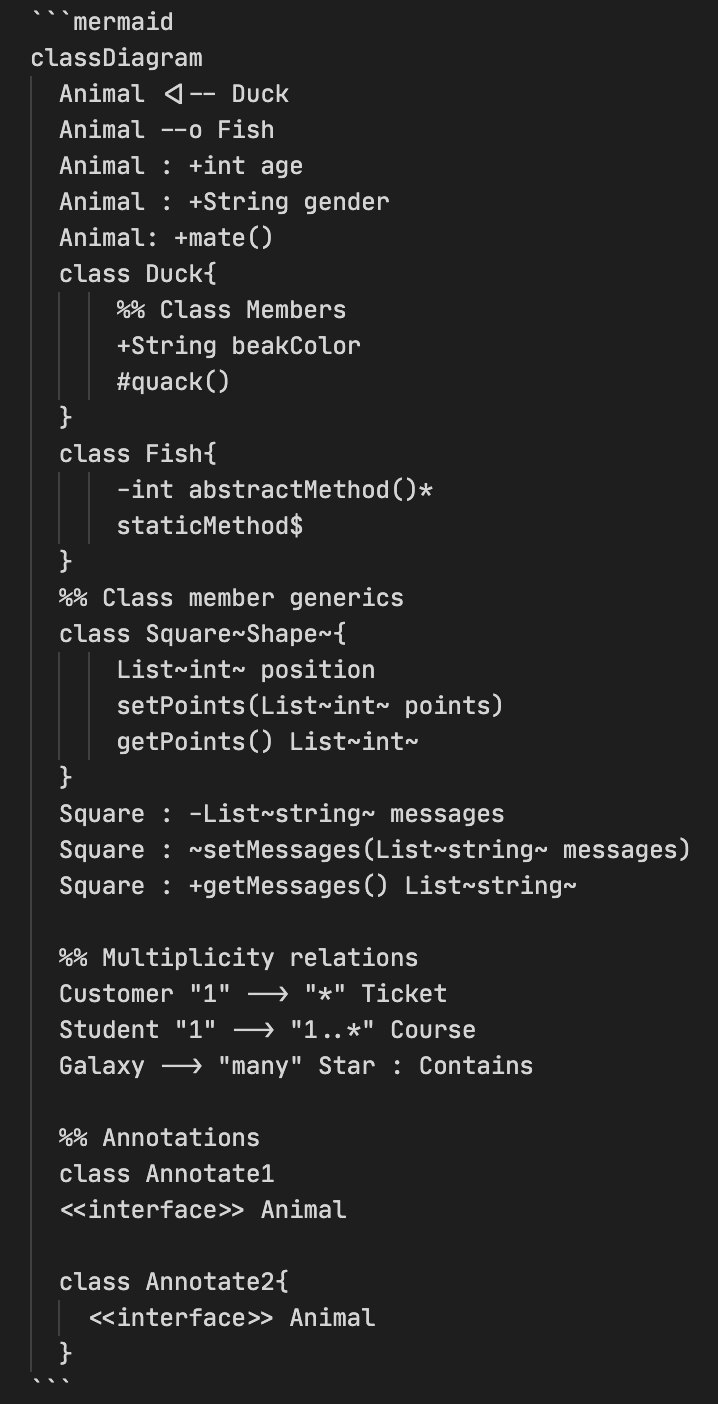 ```mermaid
classDiagram
Animal <|-- Duck
Animal --o Fish
Animal : +int age
Animal : +String gender
Animal: +mate()
class Duck{
%% Class Members
+String beakColor
#quack()
}
class Fish{
-int abstractMethod()*
staticMethod$
}
%% Class member generics
class Square~Shape~{
List~int~ position
setPoints(List~int~ points)
getPoints() List~int~
}
Square : -List~string~ messages
Square : ~setMessages(List~string~ messages)
Square : +getMessages() List~string~
%% Multiplicity relations
Customer "1" --> "*" Ticket
Student "1" --> "1..*" Course
Galaxy --> "many" Star : Contains
%% Annotations
class Annotate1
<<interface>> Animal
class Annotate2{
<<interface>> Animal
}
```